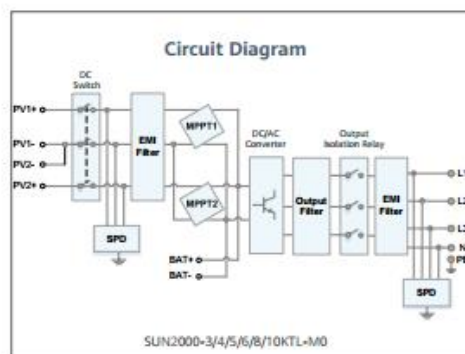 Circuit Diagram
DC
Switch
PV1+
PV1-
PV2-
PV2+
EMI
Filter
MPPT1
MPPT2
SPD
BAT+
BAT-
DC/AC
Converter
Output
Filter
Output
Isolation Relay
EMI
Filter
L1
L2
L3
N
PE
SPD
SUN2000-3/4/5/6/8/10KTL-M0